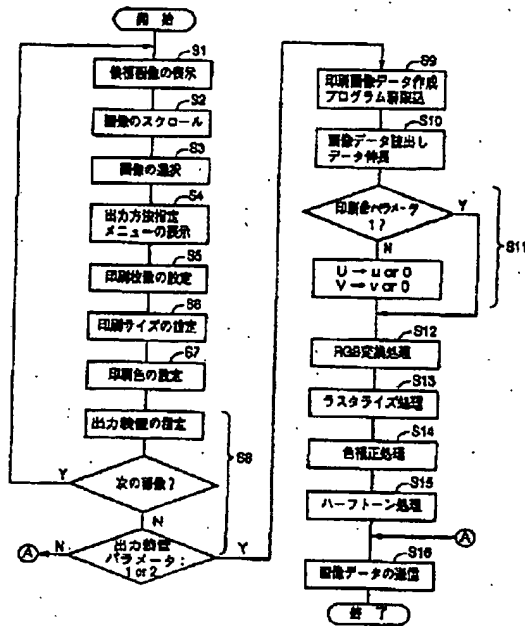 開始
S1
候補画像の表示
S2
画像のスクロール
S3
画像の選択
S4
出力方法指定
メニューの表示
S5
印刷枚数の設定
S6
印刷サイズの設定
S7
印刷色の設定
出力装置の指定
S8
次の画像?
Y
N
出力装置
パラメータ:
1 or 2
N
Y
A
S9
印刷画像データ作成
プログラム
S10
画像データ読出し
データ伸長
印刷色パラメータ
1?
Y
N
S11
U → u or 0
V → v or 0
S12
RGB変換処理
S13
ラスタライズ処理
S14
色補正処理
S15
ハーフトーン処理
A
S16
画像データの送信
終了